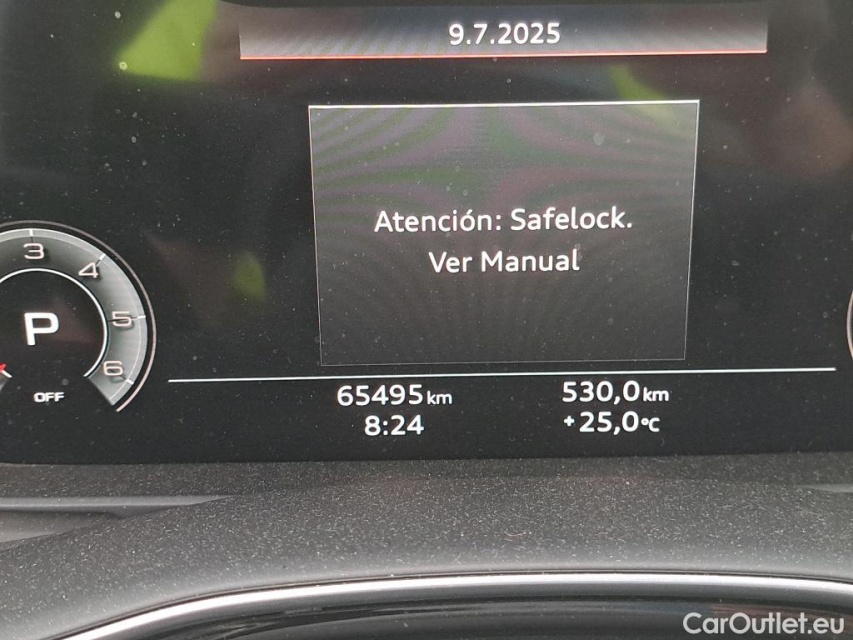 9.7.2025
Atención: Safelock.
Ver Manual
3
4
5
6
P
OFF
65495 km
530,0 km
8:24
+25,0 °C
CarOutlet.eu